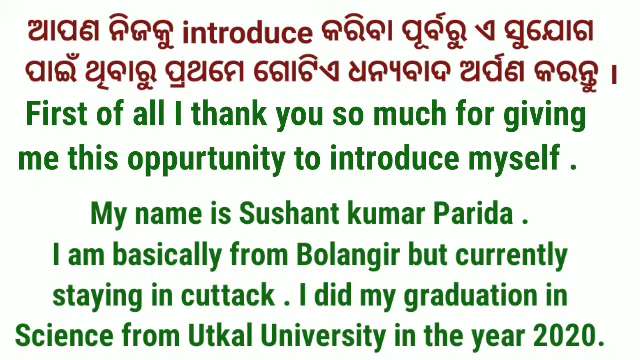 ଆପଣ ନିଜକୁ introduce କରିବା ପୂର୍ବରୁ ଏ ସୁଯୋଗ
ପାଇଁ ଥିବାରୁ ପ୍ରଥମେ ଗୋଟିଏ ଧନ୍ୟବାଦ ଅର୍ପଣ କରନ୍ତୁ ।
First of all I thank you so much for giving
me this oppurtunity to introduce myself .
My name is Sushant kumar Parida .
I am basically from Bolangir but currently
staying in cuttack . I did my graduation in
Science from Utkal University in the year 2020.